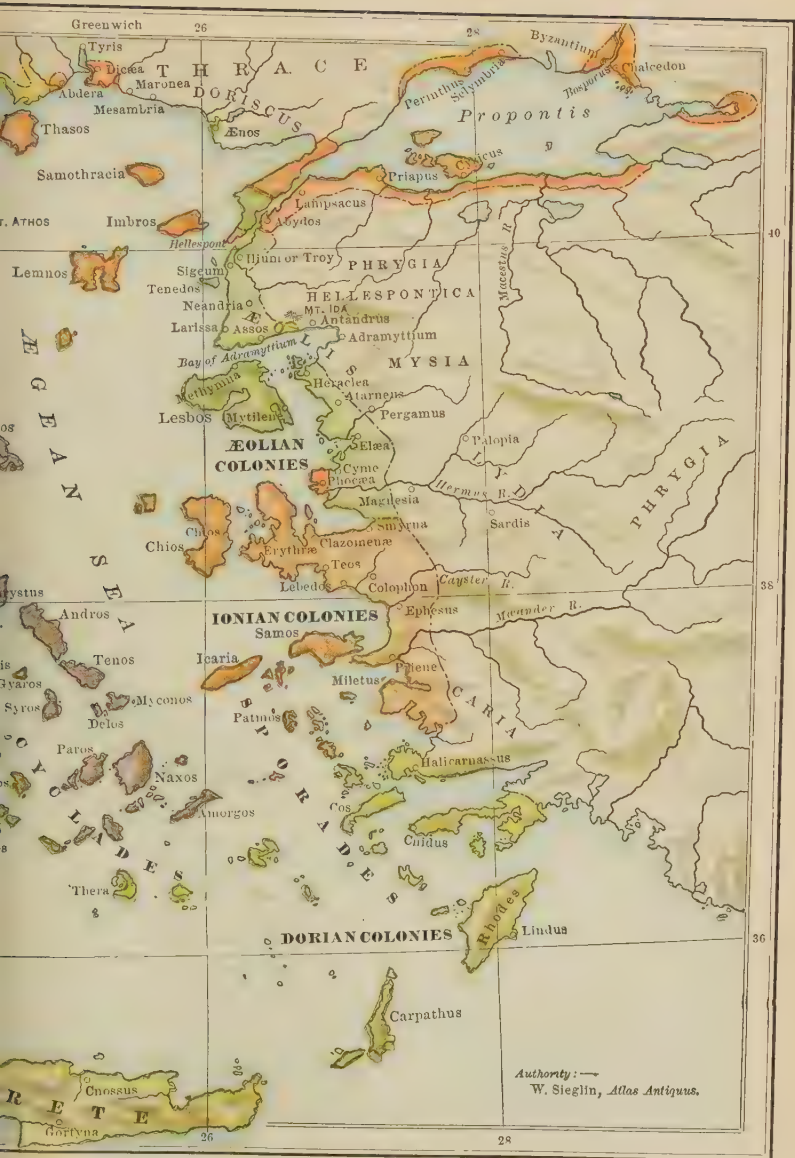 Greenwich
26
28
Tyris
Byzantium
Dicæa
THRACE
Chalcedon
Bosporus
Abdera
Maronea
DORISCUS
Perinthus
Selymbria
Mesambria
Propontis
Thasos
Ænos
Samothracia
Cyzicus
Priapus
Lampsacus
T. ATHOS
Imbros
Abydos
40
Hellespont
Macestus R
Ilium or Troy
PHRYGIA
Lemnos
Sigeum
Tenedos
HELLESPONTICA
Neandria
MT. IDA
Antandrus
Larissa
Assos
ÆOLIS
Adramyttium
ÆGEAN SEA
Bay of Adramyttium
MYSIA
Methymna
Heraclea
Atarneus
Lesbos
Mytilene
Pergamus
os
ÆOLIAN
COLONIES
Elæa
Palopia
LYDIA
PHRYGIA
Cyme
Phocæa
Hermus R.
Magnesia
Chios
Smyrna
Sardis
Chios
Erythræ
Clazomenæ
Teos
Lebedos
Colophon
Cayster R.
38
rystus
Andros
IONIAN COLONIES
Ephesus
Mæander R.
Samos
is
Tenos
Icaria
Priene
Gyaros
Miletus
CARIA
Syros
Myconos
Delos
Patmos
SPORADES
CYCLADES
Paros
Naxos
Halicarnassus
os
Amorgos
Cos
Cnidus
s
Thera
Rhodes
DORIAN COLONIES
Lindus
36
Carpathus
Authority:—
W. Sieglin, Atlas Antiquus.
Cnossus
RETE
Gortyna
26
28